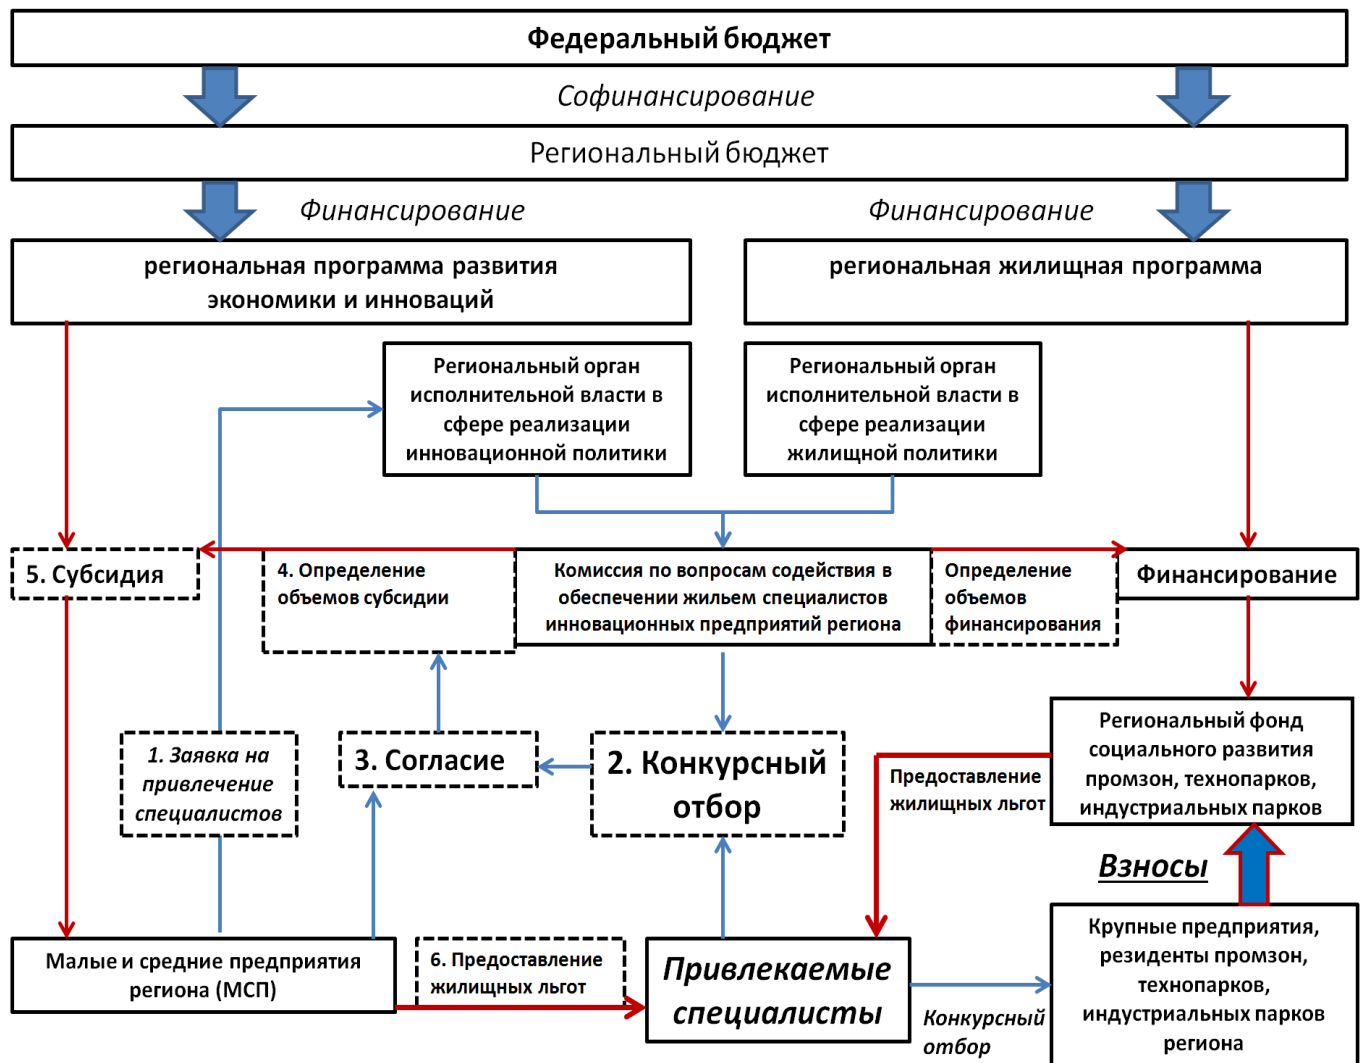 Федеральный бюджет
Софинансирование
Региональный бюджет
Финансирование
Финансирование
региональная программа развития
экономики и инноваций
региональная жилищная программа
Региональный орган
исполнительной власти в
сфере реализации
инновационной политики
Региональный орган
исполнительной власти в
сфере реализации
жилищной политики
5. Субсидия
4. Определение
объемов субсидии
Комиссия по вопросам содействия в
обеспечении жильем специалистов
инновационных предприятий региона
Определение
объемов
финансирования
Финансирование
1. Заявка на
привлечение
специалистов
3. Согласие
2. Конкурсный
отбор
Предоставление
жилищных льгот
Региональный фонд
социального развития
промзон, технопарков,
индустриальных парков
Взносы
Малые и средние предприятия
региона (МСП)
6. Предоставление
жилищных льгот
Привлекаемые
специалисты
Конкурсный
отбор
Крупные предприятия,
резиденты промзон,
технопарков,
индустриальных парков
региона